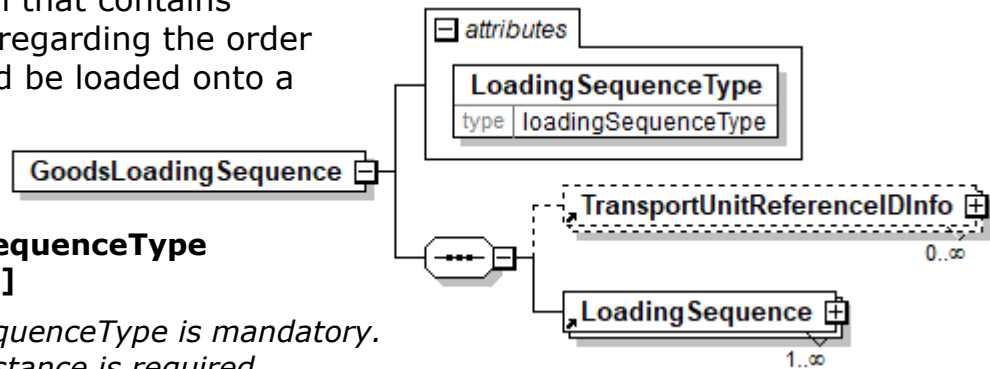 that contains
regarding the order
be loaded onto a
attributes
LoadingSequenceType
type loadingSequenceType
GoodsLoadingSequence
TransportUnitReferenceIDInfo
0..∞
LoadingSequence
1..∞
equenceType
]
quenceType is mandatory.
stance is required